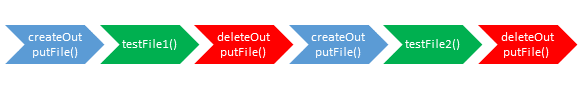 createOut
putFile()
testFile1()
deleteOut
putFile()
createOut
putFile()
testFile2()
deleteOut
putFile()